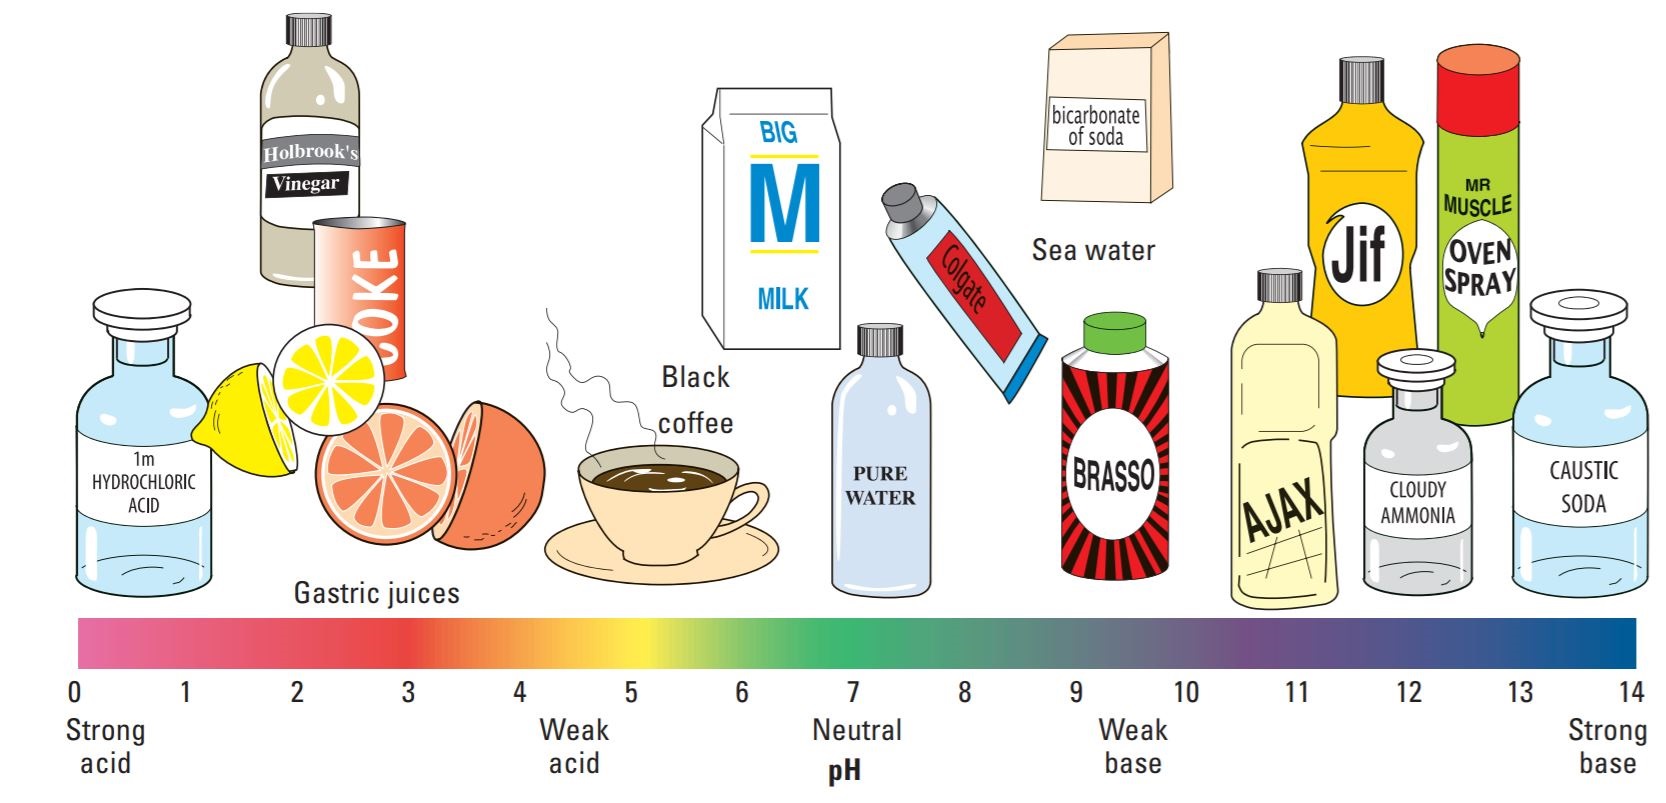 Holbrook's
Vinegar
COKE
1m
HYDROCHLORIC
ACID
Gastric juices
Black
coffee
BIG
M
MILK
PURE
WATER
Colgate
bicarbonate
of soda
Sea water
BRASSO
AJAX
Jif
CLOUDY
AMMONIA
MR
MUSCLE
OVEN
SPRAY
CAUSTIC
SODA
0 1 2 3 4 5 6 7 8 9 10 11 12 13 14
Strong
acid
Weak
acid
Neutral
pH
Weak
base
Strong
base